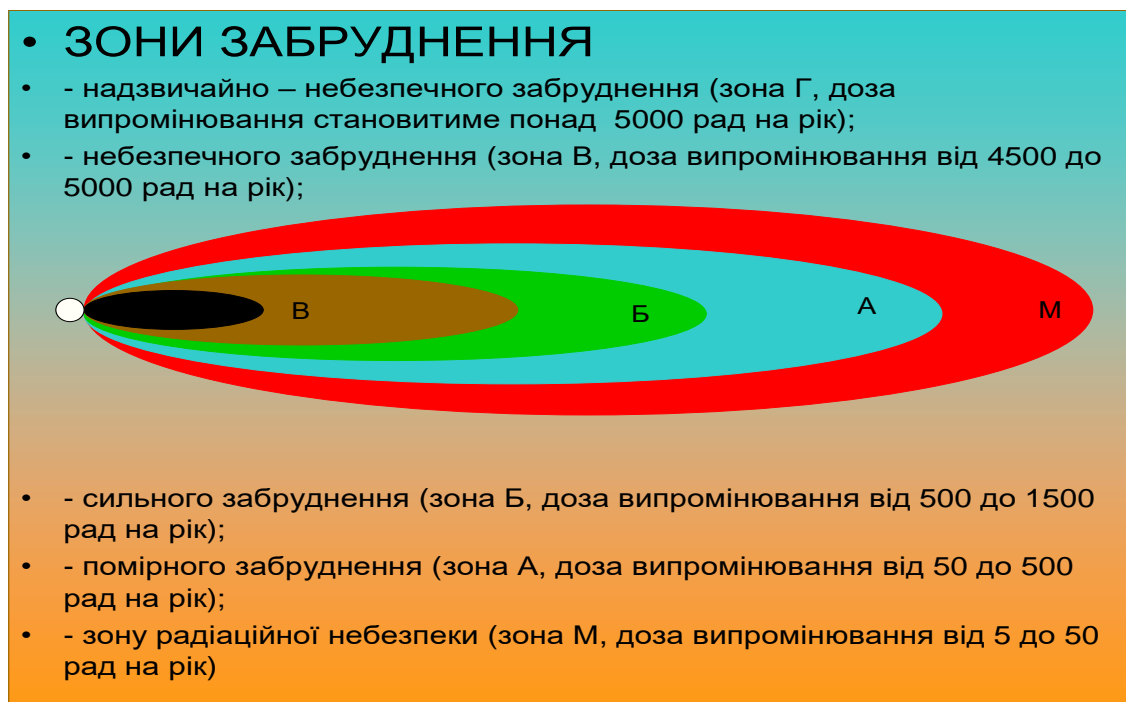 • ЗОНИ ЗАБРУДНЕННЯ
• - надзвичайно – небезпечного забруднення (зона Г, доза
випромінювання становитиме понад 5000 рад на рік);
• - небезпечного забруднення (зона В, доза випромінювання від 4500 до
5000 рад на рік);
В Б А М
• - сильного забруднення (зона Б, доза випромінювання від 500 до 1500
рад на рік);
• - помірного забруднення (зона А, доза випромінювання від 50 до 500
рад на рік);
• - зону радіаційної небезпеки (зона М, доза випромінювання від 5 до 50
рад на рік)